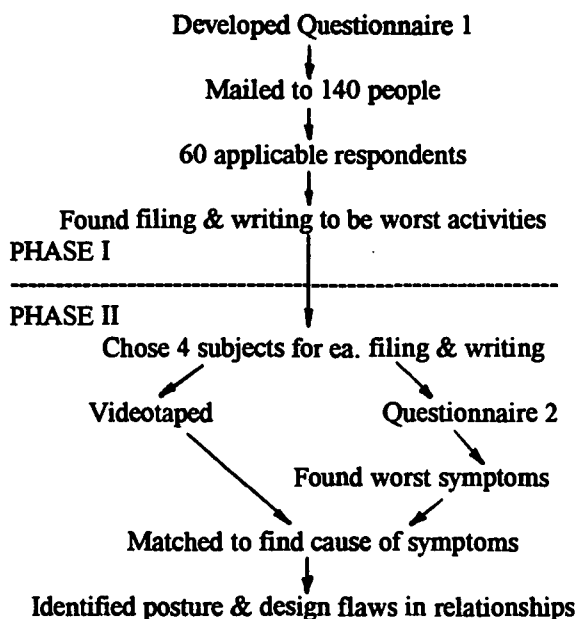 Developed Questionnaire 1
Mailed to 140 people
60 applicable respondents
Found filing & writing to be worst activities
PHASE I
PHASE II
Chose 4 subjects for ea. filing & writing
Videotaped
Questionnaire 2
Found worst symptoms
Matched to find cause of symptoms
Identified posture & design flaws in relationships